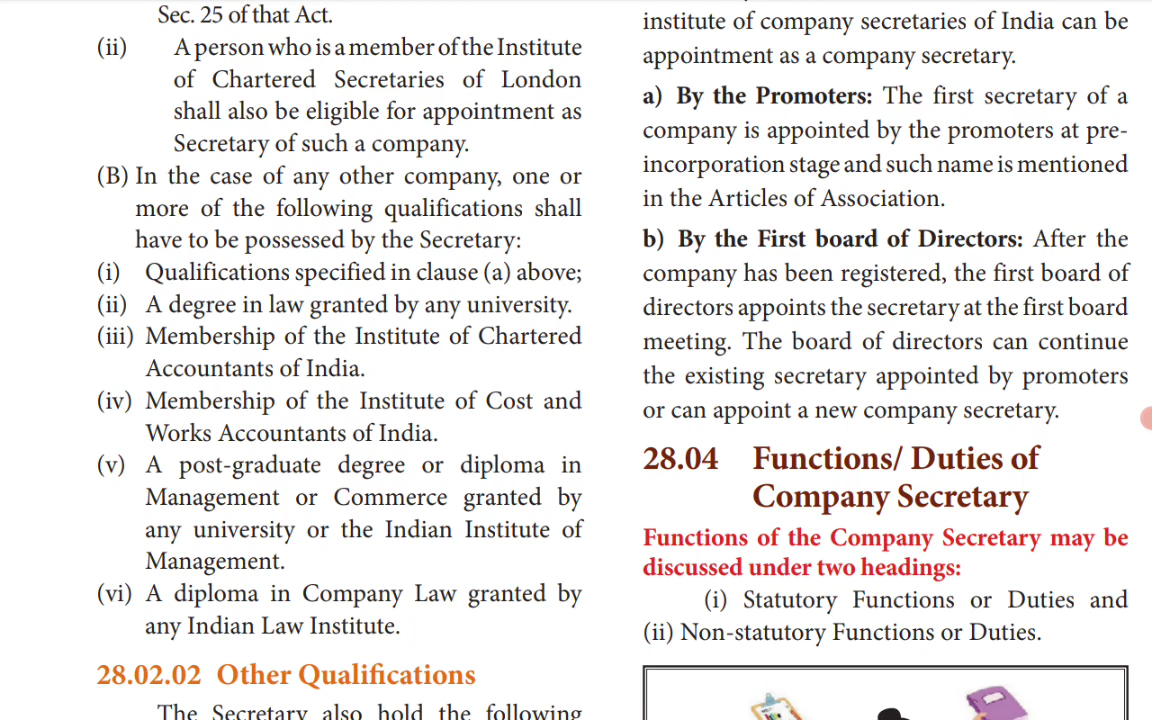 Sec. 25 of that Act.
(ii) A person who is a member of the Institute
of Chartered Secretaries of London
shall also be eligible for appointment as
Secretary of such a company.
(B) In the case of any other company, one or
more of the following qualifications shall
have to be possessed by the Secretary:
(i) Qualifications specified in clause (a) above;
(ii) A degree in law granted by any university.
(iii) Membership of the Institute of Chartered
Accountants of India.
(iv) Membership of the Institute of Cost and
Works Accountants of India.
(v) A post-graduate degree or diploma in
Management or Commerce granted by
any university or the Indian Institute of
Management.
(vi) A diploma in Company Law granted by
any Indian Law Institute.
28.02.02 Other Qualifications
The Secretary also hold the following
institute of company secretaries of India can be
appointment as a company secretary.
a) By the Promoters: The first secretary of a
company is appointed by the promoters at pre-
incorporation stage and such name is mentioned
in the Articles of Association.
b) By the First board of Directors: After the
company has been registered, the first board of
directors appoints the secretary at the first board
meeting. The board of directors can continue
the existing secretary appointed by promoters
or can appoint a new company secretary.
28.04 Functions/ Duties of
Company Secretary
Functions of the Company Secretary may be
discussed under two headings:
(i) Statutory Functions or Duties and
(ii) Non-statutory Functions or Duties.